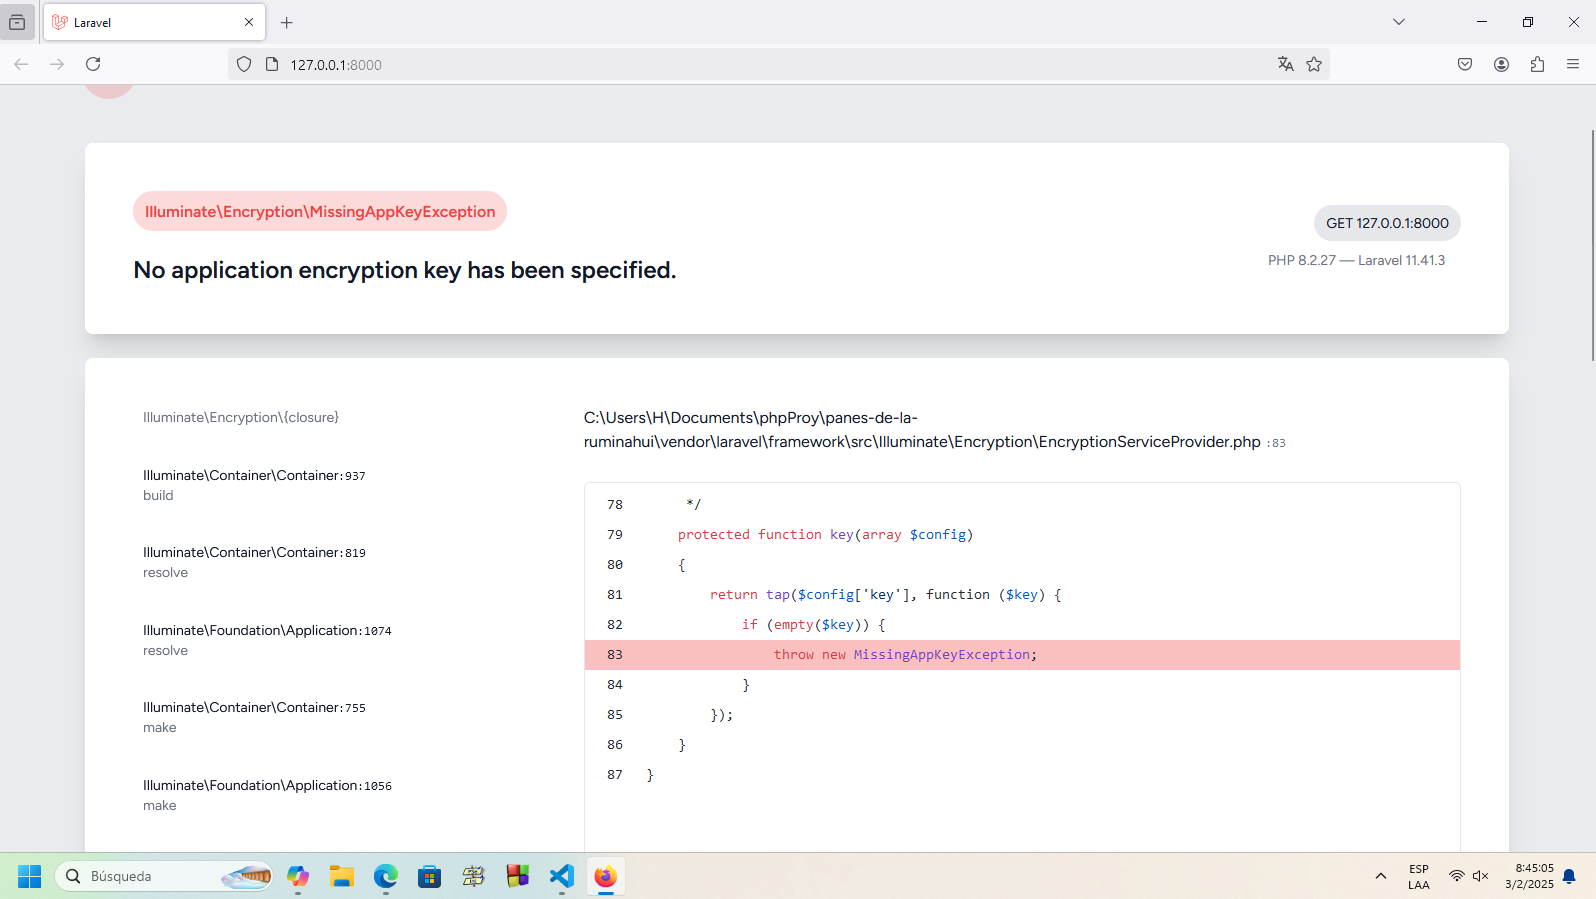 Laravel
127.0.0.1:8000
Illuminate\Encryption\MissingAppKeyException
GET 127.0.0.1:8000
No application encryption key has been specified.
PHP 8.2.27 — Laravel 11.41.3
Illuminate\Encryption\{closure}
Illuminate\Container\Container:937
build
Illuminate\Container\Container:819
resolve
Illuminate\Foundation\Application:1074
resolve
Illuminate\Container\Container:755
make
Illuminate\Foundation\Application:1056
make
C:\Users\H\Documents\phpProy\panes-de-la-
ruminahui\vendor\laravel\framework\src\Illuminate\Encryption\EncryptionServiceProvider.php :83
78 */
79 protected function key(array $config)
80 {
81 return tap($config['key'], function ($key) {
82 if (empty($key)) {
83 throw new MissingAppKeyException;
84 }
85 });
86 }
87 }
Búsqueda
ESP
LAA
8:45:05
3/2/2025